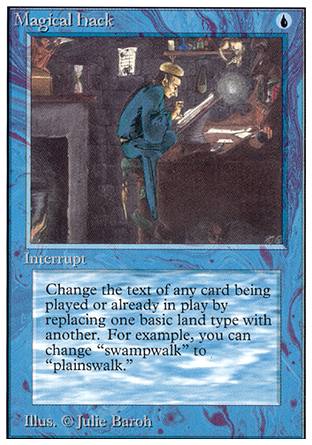 Magical Hack
Interrupt
Change the text of any card being
played or already in play by
replacing one basic land type with
another. For example, you can
change "swampwalk" to
"plainswalk."
Illus. © Julie Baroh